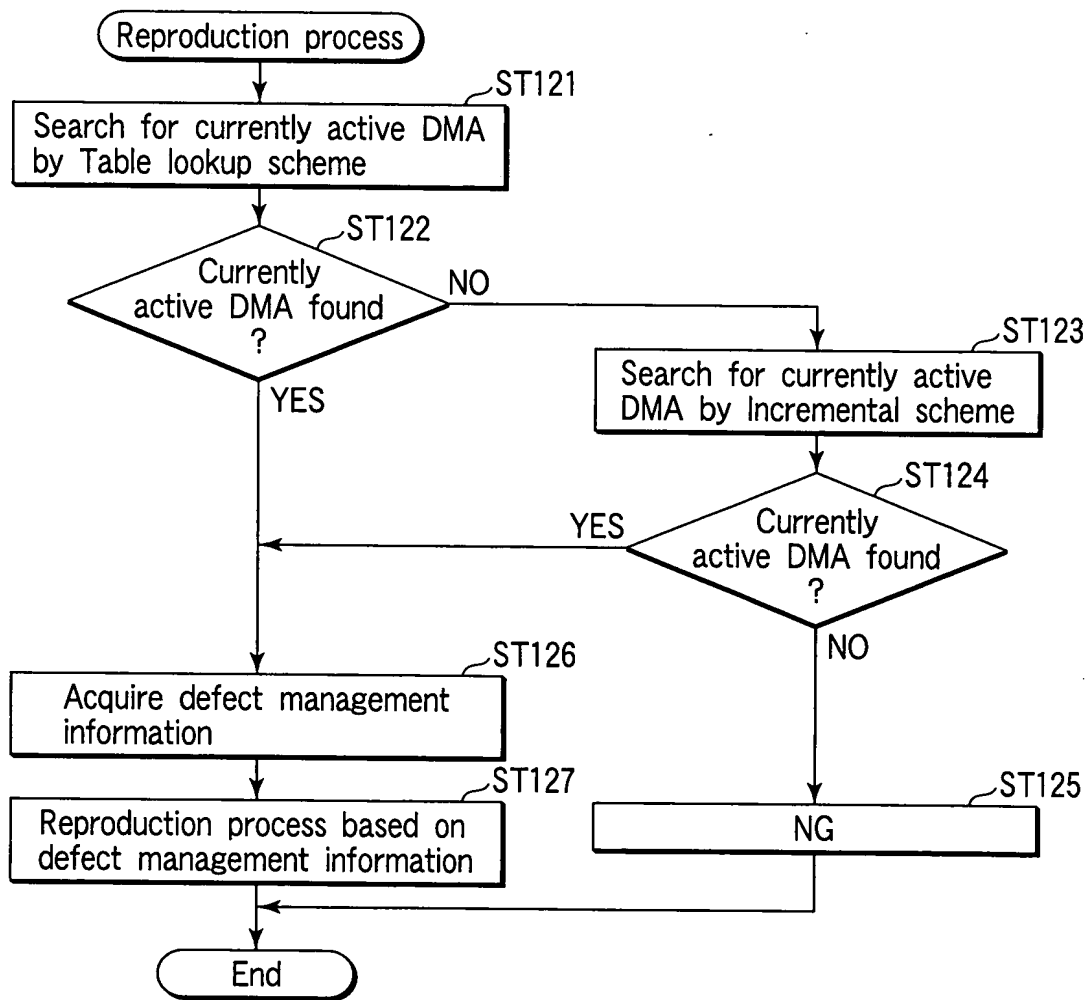 Reproduction process
ST121
Search for currently active DMA
by Table lookup scheme
ST122
Currently
active DMA found
?
NO
YES
ST123
Search for currently active
DMA by Incremental scheme
ST124
Currently
active DMA found
?
YES
NO
ST126
Acquire defect management
information
ST127
Reproduction process based on
defect management information
ST125
NG
End